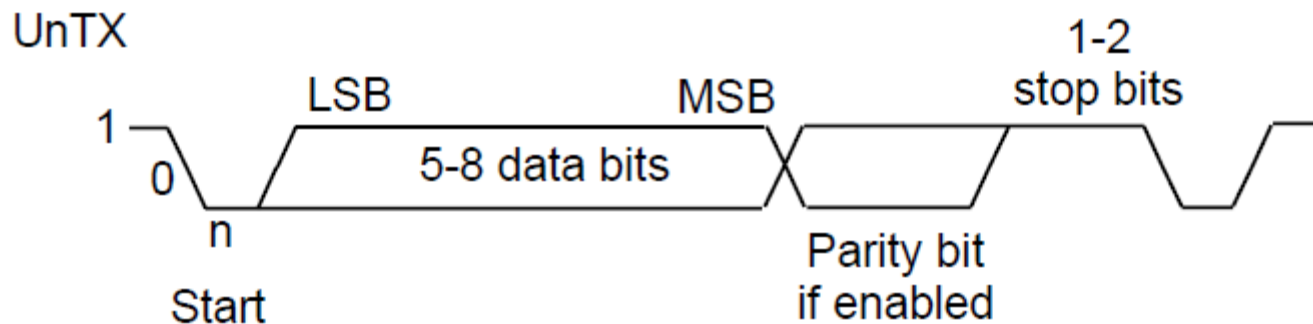 UnTX
1-2
stop bits
LSB
MSB
1
0
5-8 data bits
n
Parity bit
if enabled
Start